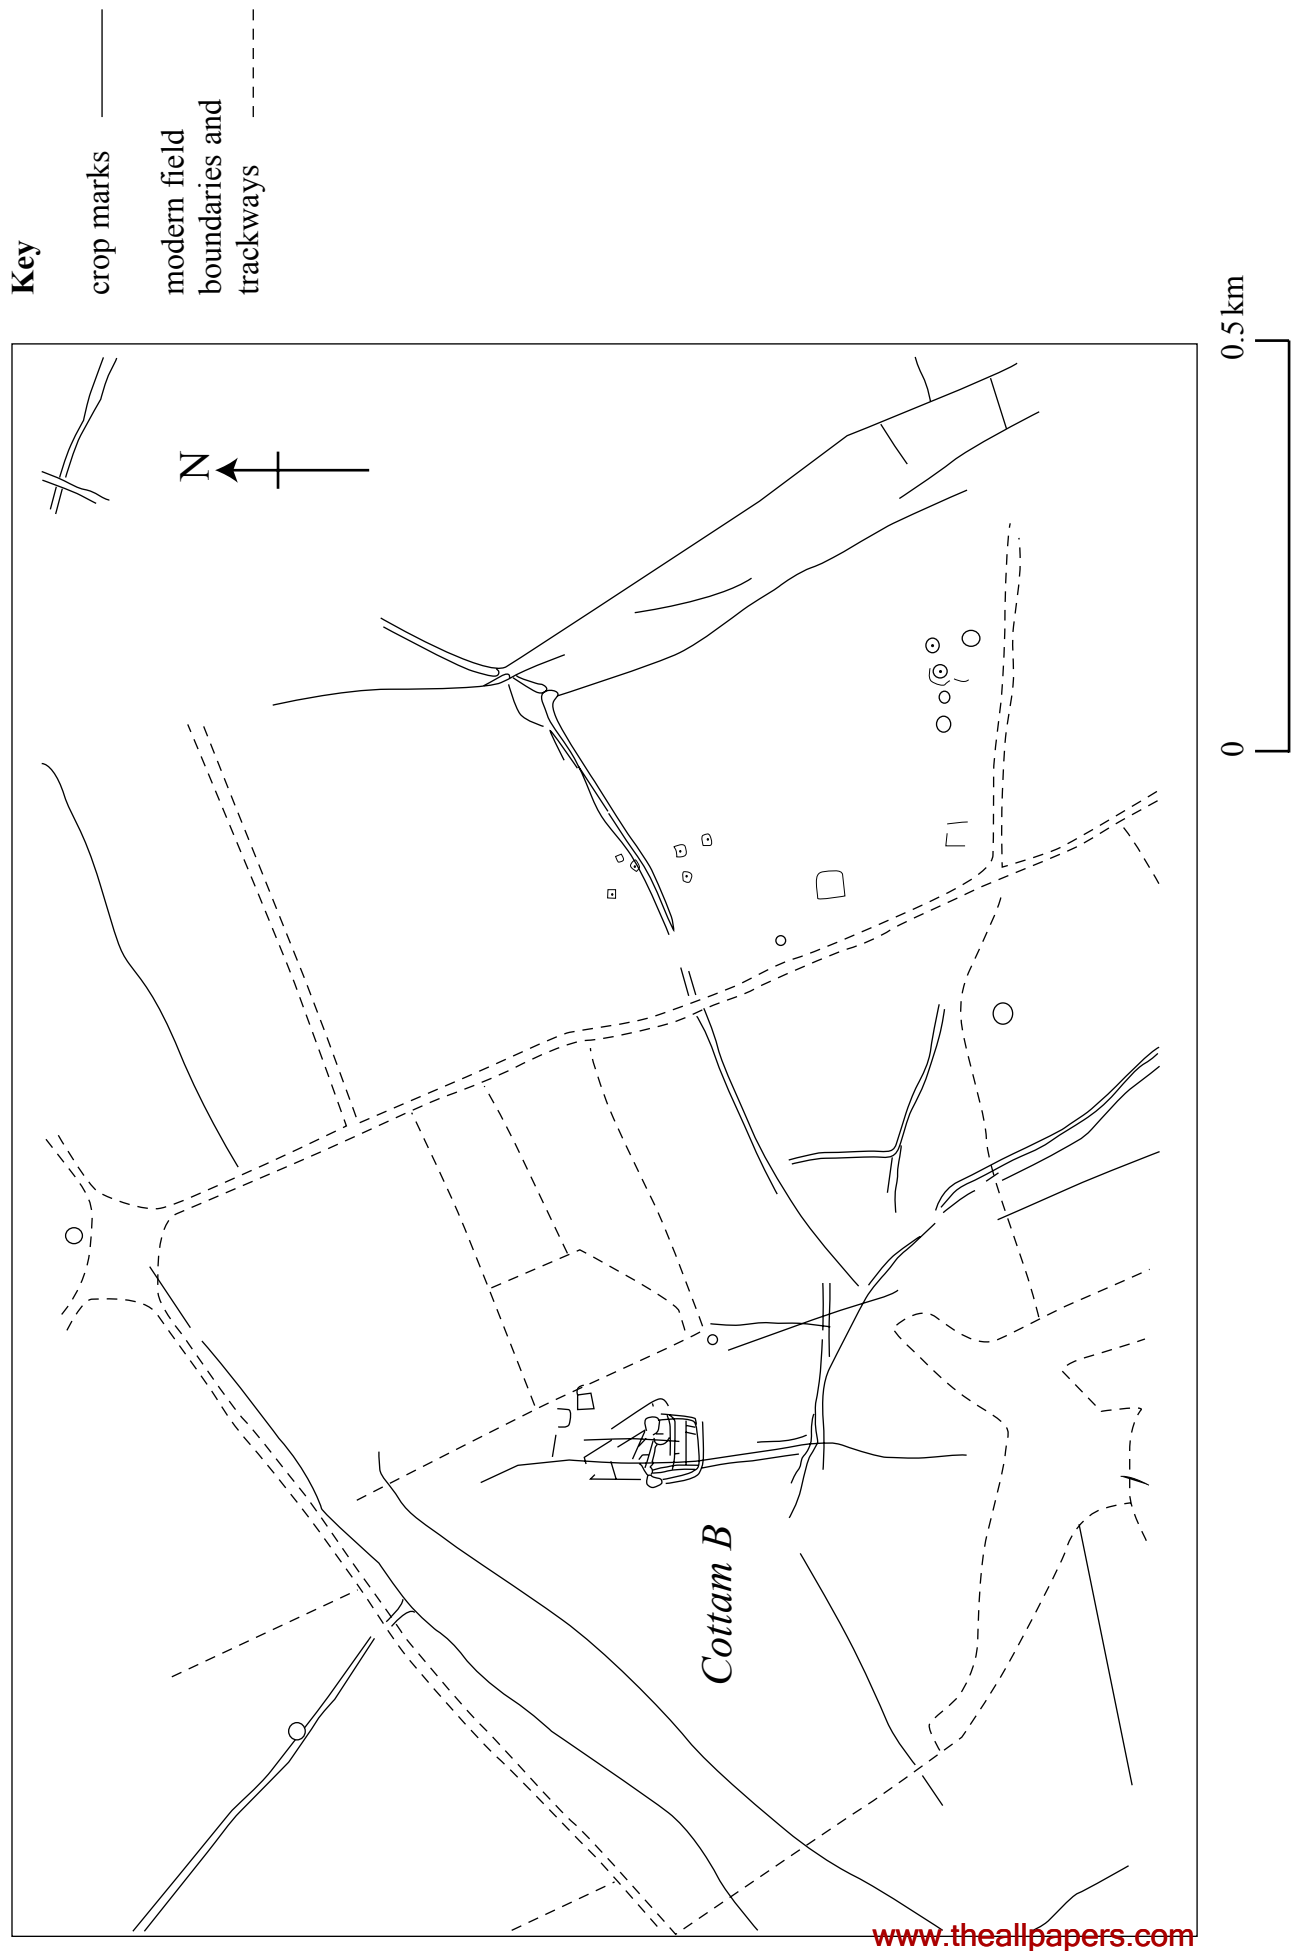 Key
crop marks
modern field
boundaries and
trackways
N
Cottam B
0
0.5 km
www.theallpapers.com